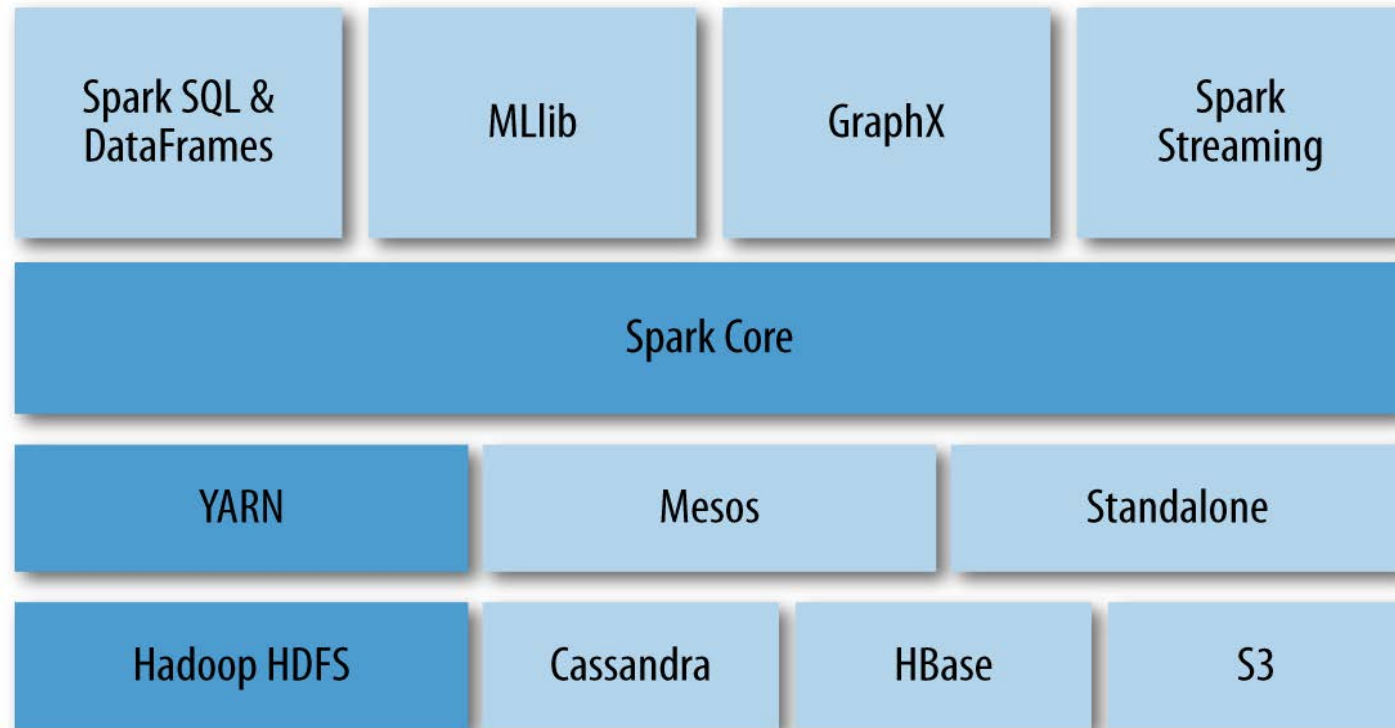 Spark SQL &
DataFrames
MLlib
GraphX
Spark
Streaming
Spark Core
YARN
Mesos
Standalone
Hadoop HDFS
Cassandra
HBase
S3